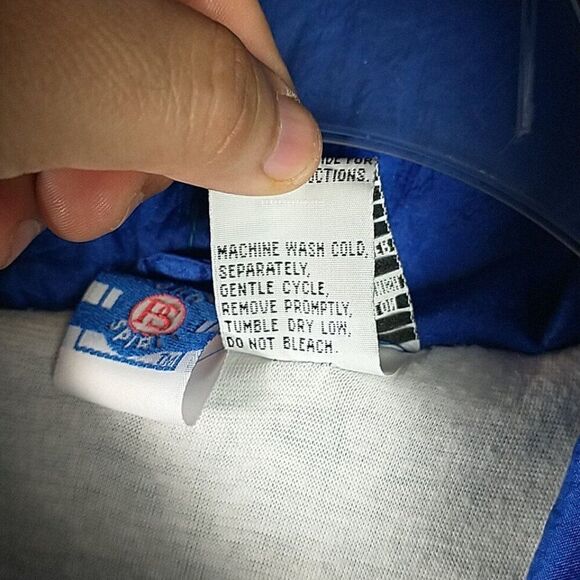 CTIONS.
MACHINE WASH COLD,
SEPARATELY,
GENTLE CYCLE,
REMOVE PROMPTLY,
TUMBLE DRY LOW,
DO NOT BLEACH.